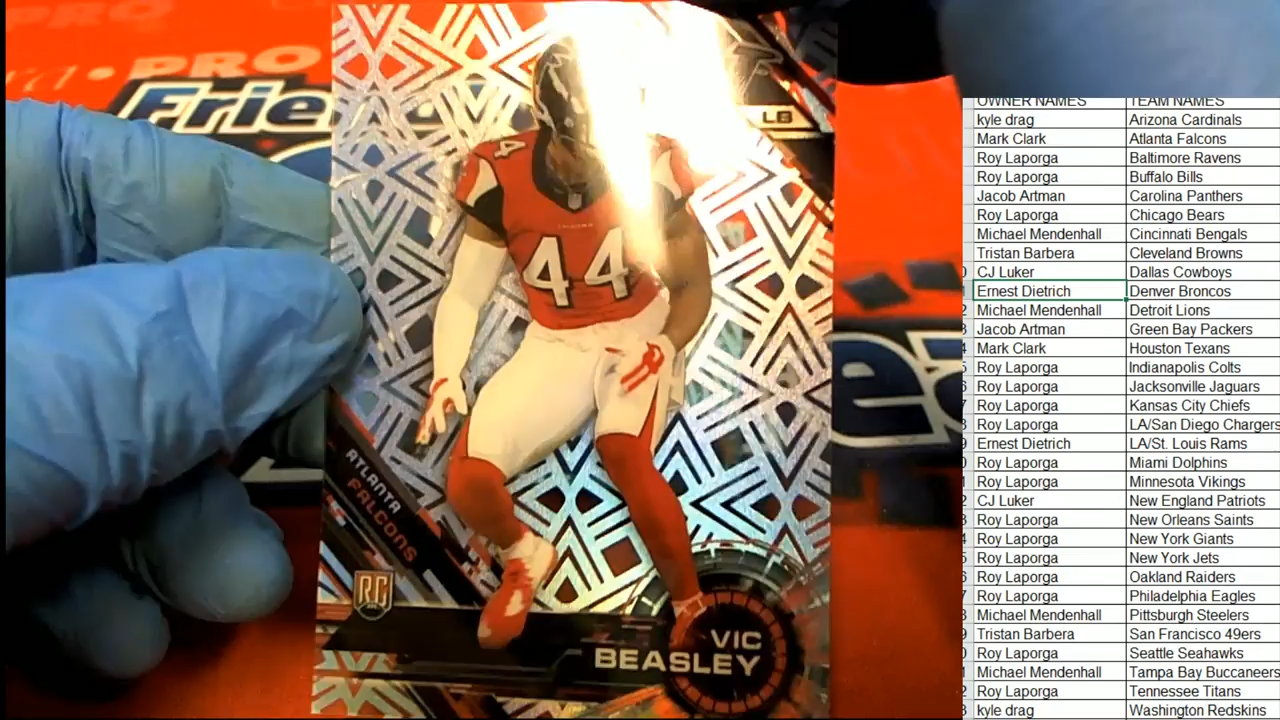 PRO
PRO
Frie
44
LB
44
ATLANTA
FALCONS
RC
VIC
BEASLEY
OWNER NAMES TEAM NAMES
kyle drag Arizona Cardinals
Mark Clark Atlanta Falcons
Roy Laporga Baltimore Ravens
Roy Laporga Buffalo Bills
Jacob Artman Carolina Panthers
Roy Laporga Chicago Bears
Michael Mendenhall Cincinnati Bengals
Tristan Barbera Cleveland Browns
CJ Luker Dallas Cowboys
Ernest Dietrich Denver Broncos
Michael Mendenhall Detroit Lions
Jacob Artman Green Bay Packers
Mark Clark Houston Texans
Roy Laporga Indianapolis Colts
Roy Laporga Jacksonville Jaguars
Roy Laporga Kansas City Chiefs
Roy Laporga LA/San Diego Chargers
Ernest Dietrich LA/St. Louis Rams
Roy Laporga Miami Dolphins
Roy Laporga Minnesota Vikings
CJ Luker New England Patriots
Roy Laporga New Orleans Saints
Roy Laporga New York Giants
Roy Laporga New York Jets
Roy Laporga Oakland Raiders
Roy Laporga Philadelphia Eagles
Michael Mendenhall Pittsburgh Steelers
Tristan Barbera San Francisco 49ers
Roy Laporga Seattle Seahawks
Michael Mendenhall Tampa Bay Buccaneers
Roy Laporga Tennessee Titans
kyle drag Washington Redskins